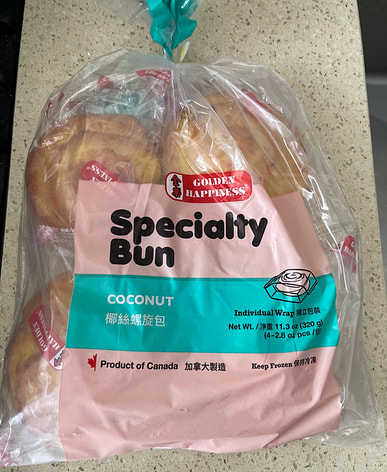 GOLDEN
HAPPINESS
Specialty
Bun
COCONUT
椰絲螺旋包
Individual Wrap 獨立包裝
Net Wt. / 淨重 11.3 oz (320 g)
(4-2.8 oz pcs /
Product of Canada 加拿大製造
Keep Frozen 保持冷凍